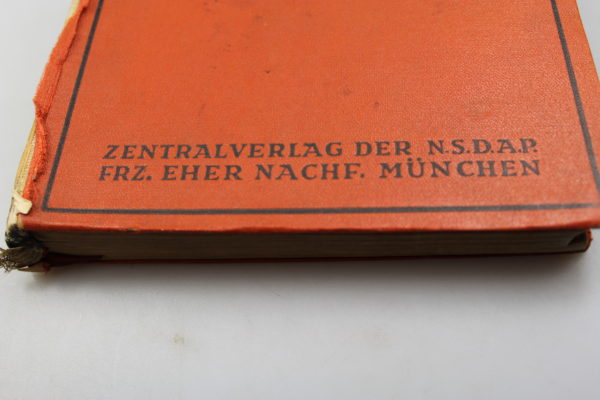 ZENTRALVERLAG DER N.S.D.A.P.
FRZ. EHER NACHF. MÜNCHEN